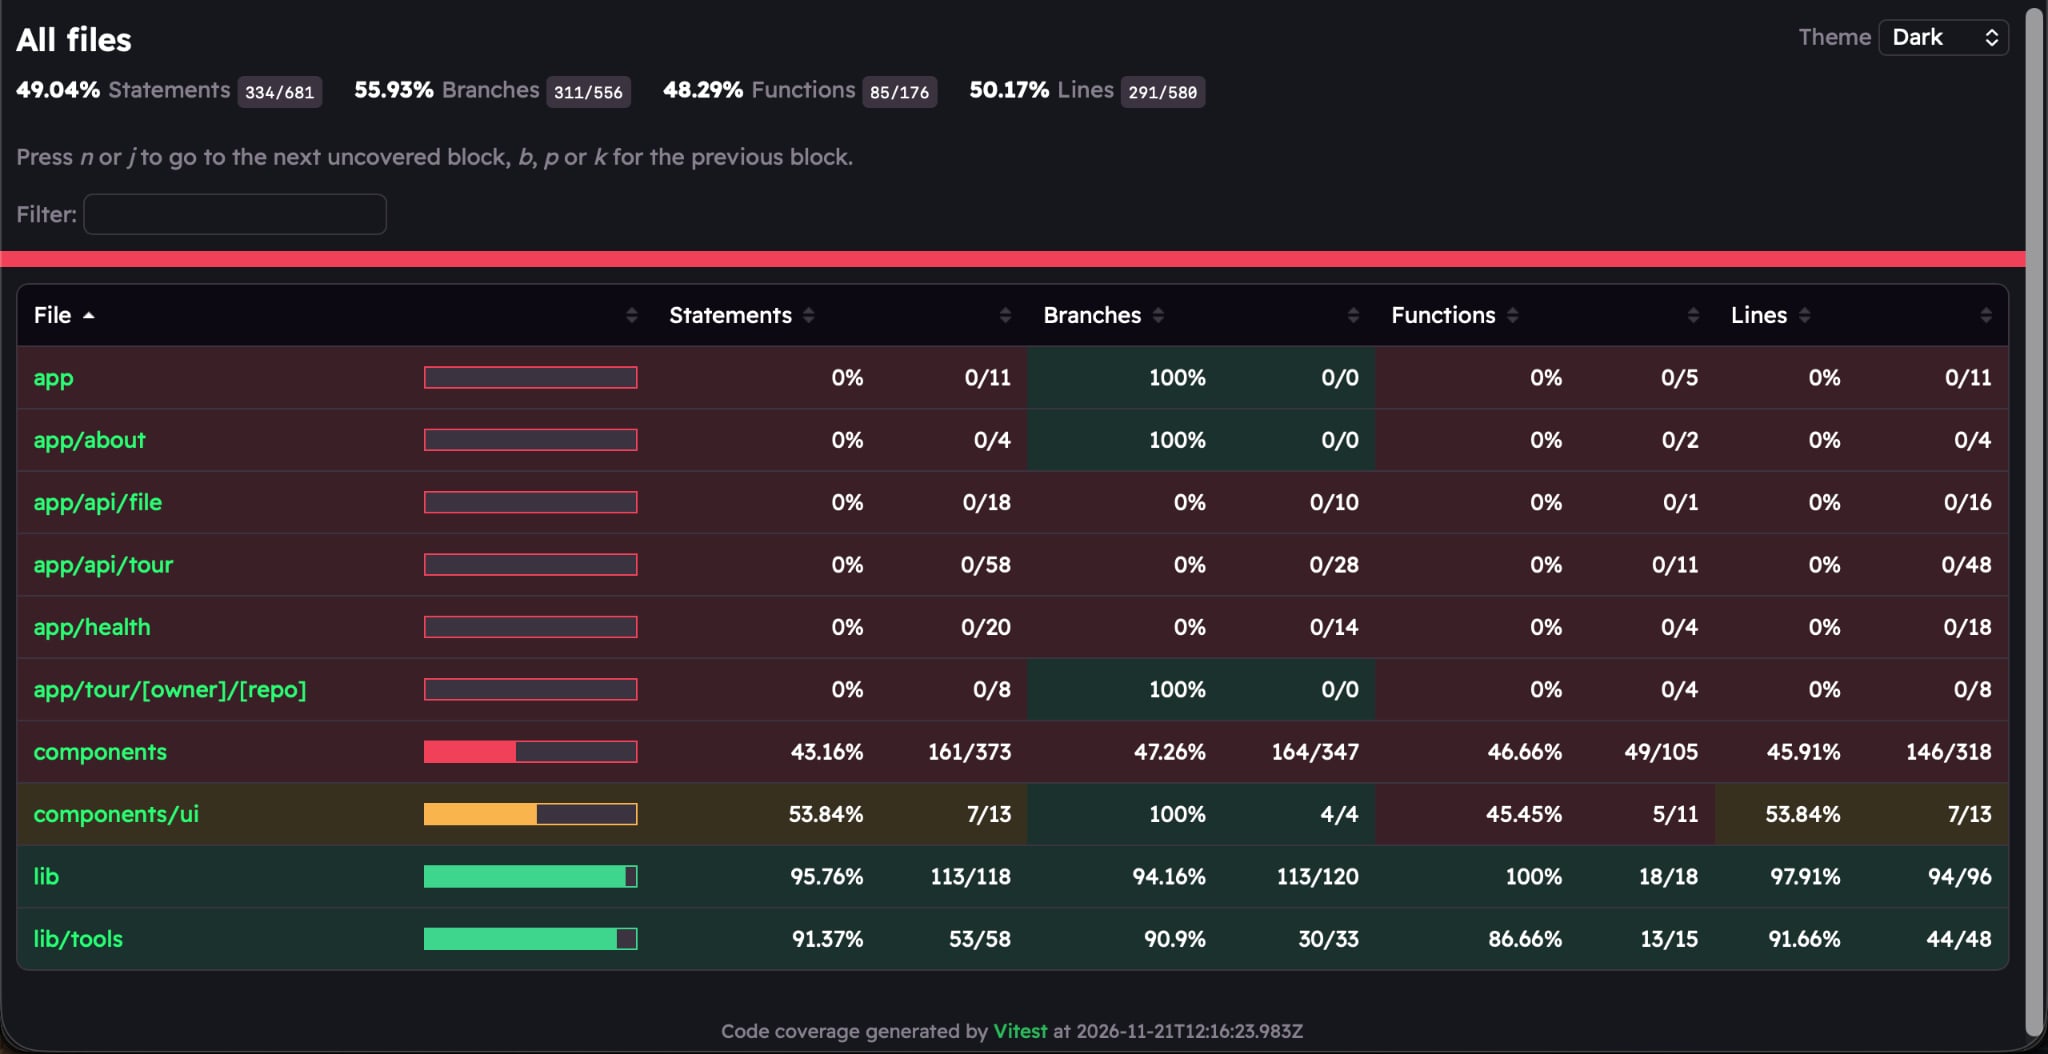 All files
Theme Dark
49.04% Statements 334/681 55.93% Branches 311/556 48.29% Functions 85/176 50.17% Lines 291/580
Press n or j to go to the next uncovered block, b, p or k for the previous block.
Filter:
File Statements Branches Functions Lines
app 0% 0/11 100% 0/0 0% 0/5 0% 0/11
app/about 0% 0/4 100% 0/0 0% 0/2 0% 0/4
app/api/file 0% 0/18 0% 0/10 0% 0/1 0% 0/16
app/api/tour 0% 0/58 0% 0/28 0% 0/11 0% 0/48
app/health 0% 0/20 0% 0/14 0% 0/4 0% 0/18
app/tour/[owner]/[repo] 0% 0/8 100% 0/0 0% 0/4 0% 0/8
components 43.16% 161/373 47.26% 164/347 46.66% 49/105 45.91% 146/318
components/ui 53.84% 7/13 100% 4/4 45.45% 5/11 53.84% 7/13
lib 95.76% 113/118 94.16% 113/120 100% 18/18 97.91% 94/96
lib/tools 91.37% 53/58 90.9% 30/33 86.66% 13/15 91.66% 44/48
Code coverage generated by Vitest at 2026-11-21T12:16:23.983Z